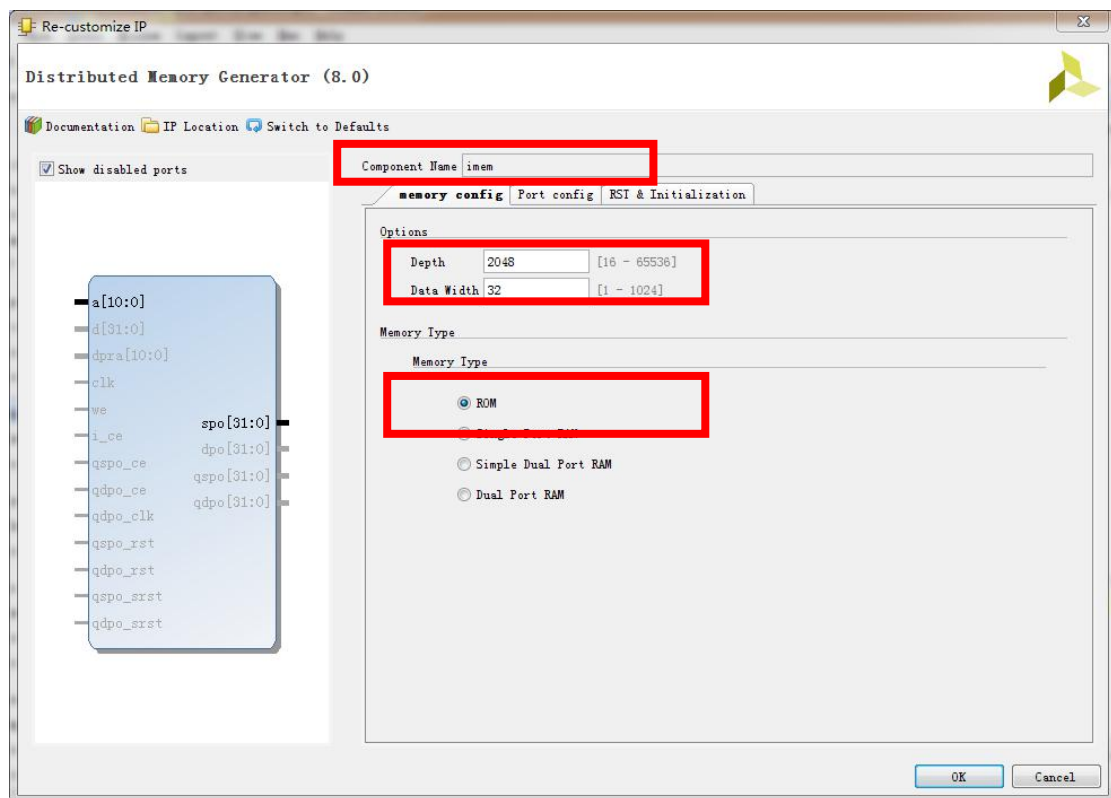 Re-customize IP
Distributed Memory Generator (8.0)
Documentation IP Location Switch to Defaults
Show disabled ports
Component Name imem
memory config Port config RST & Initialization
Options
Depth 2048 [16 - 65536]
Data Width 32 [1 - 1024]
Memory Type
Memory Type
ROM
Single Port RAM
Simple Dual Port RAM
Dual Port RAM
a[10:0]
d[31:0]
dpra[10:0]
clk
we
i_ce
qspo_ce
qdpo_ce
qdpo_clk
qspo_rst
qdpo_rst
qspo_srst
qdpo_srst
spo[31:0]
dpo[31:0]
qspo[31:0]
qdpo[31:0]
OK Cancel